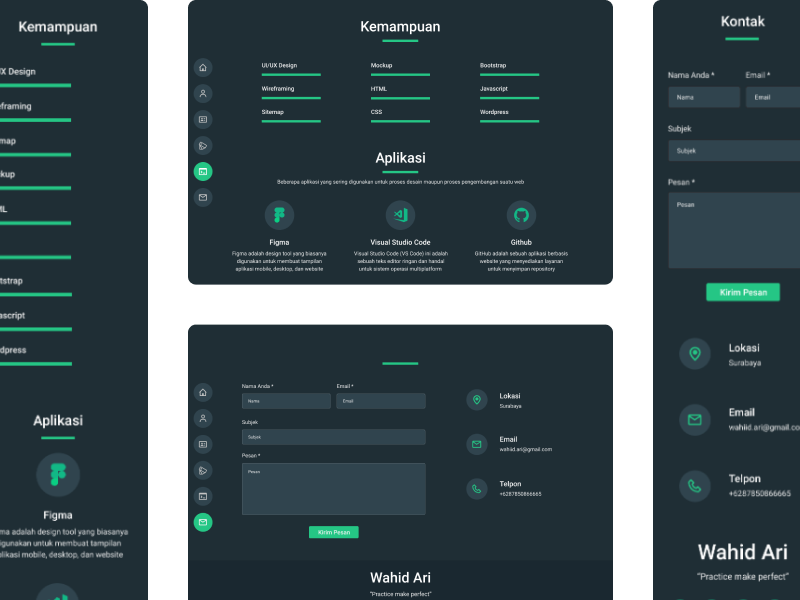 Kemampuan
X Design
eframing
map
kup
ML
tstrap
ascript
dpress
Aplikasi
Figma
ma adalah design tool yang biasanya
igunakan untuk membuat tampilan
plikasi mobile, desktop, dan website
Kemampuan
UI/UX Design
Mockup
Bootstrap
Wireframing
HTML
Javascript
Sitemap
CSS
Wordpress
Aplikasi
Beberapa aplikasi yang sering digunakan untuk proses desain maupun proses pengembangan suatu web
Figma
Figma adalah design tool yang biasanya
digunakan untuk membuat tampilan
aplikasi mobile, desktop, dan website
Visual Studio Code
Visual Studio Code (VS Code) ini adalah
sebuah teks editor ringan dan handal
untuk sistem operasi multiplatform
Github
GitHub adalah sebuah aplikasi berbasis
website yang menyediakan layanan
untuk menyimpan repository
Nama Anda *
Email *
Nama
Email
Subjek
Subjek
Pesan *
Pesan
Kirim Pesan
Lokasi
Surabaya
Email
wahiid.ari@gmail.com
Telpon
+6287850866665
Wahid Ari
"Practice make perfect"
Kontak
Nama Anda *
Email *
Nama
Email
Subjek
Subjek
Pesan *
Pesan
Kirim Pesan
Lokasi
Surabaya
Email
wahiid.ari@gmail.co
Telpon
+6287850866665
Wahid Ari
"Practice make perfect"